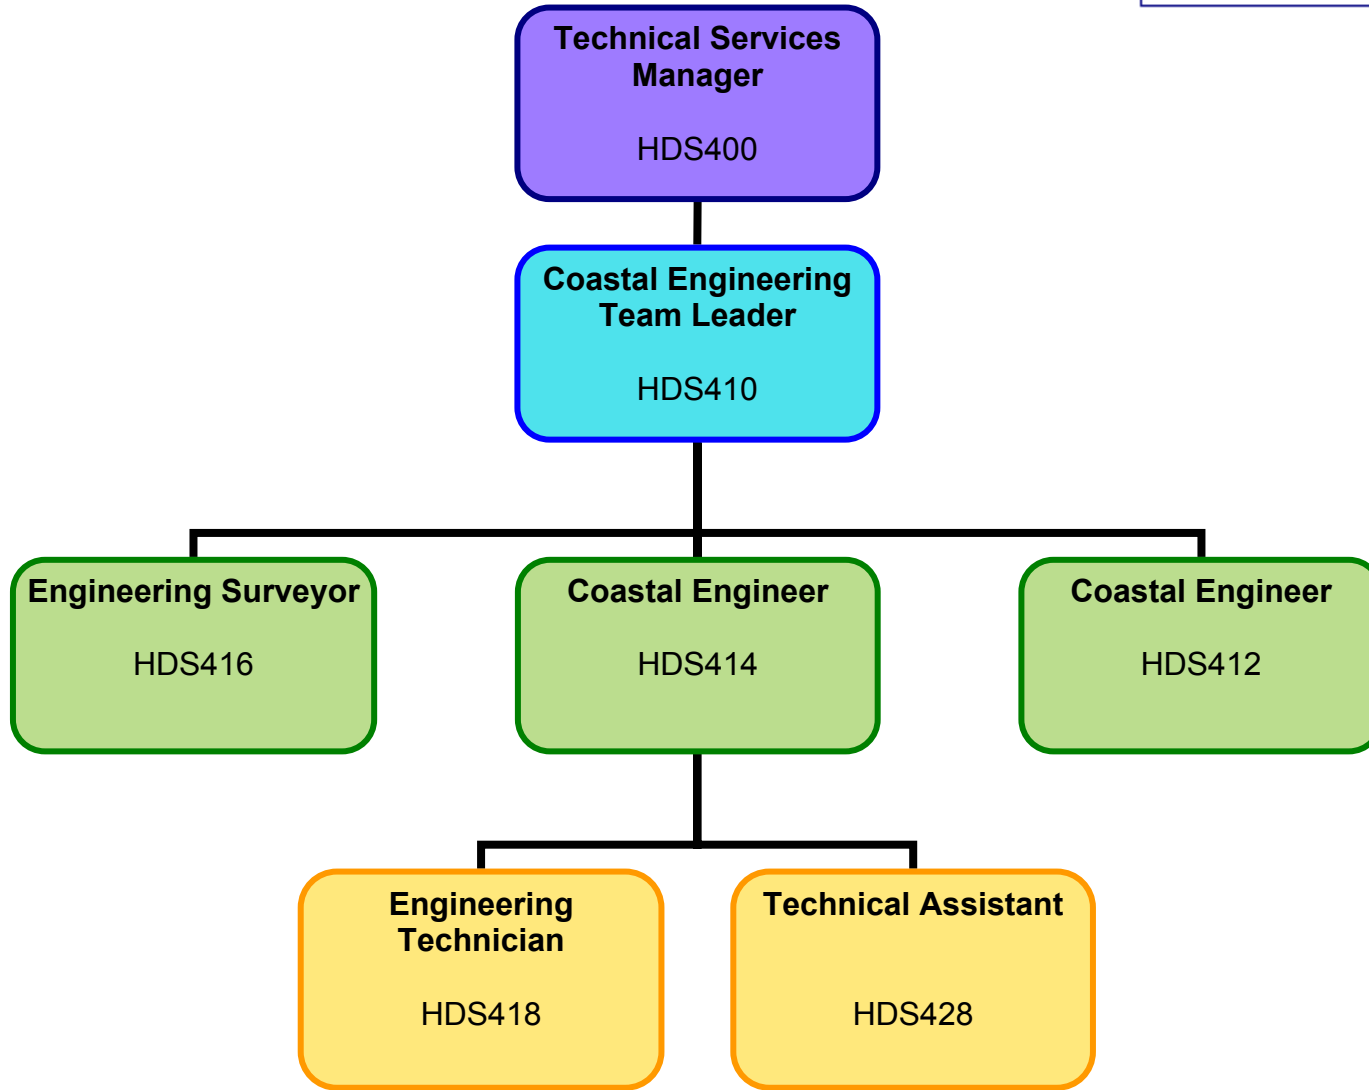 Technical Services
Manager
HDS400
Coastal Engineering
Team Leader
HDS410
Engineering Surveyor
HDS416
Coastal Engineer
HDS414
Coastal Engineer
HDS412
Engineering
Technician
HDS418
Technical Assistant
HDS428